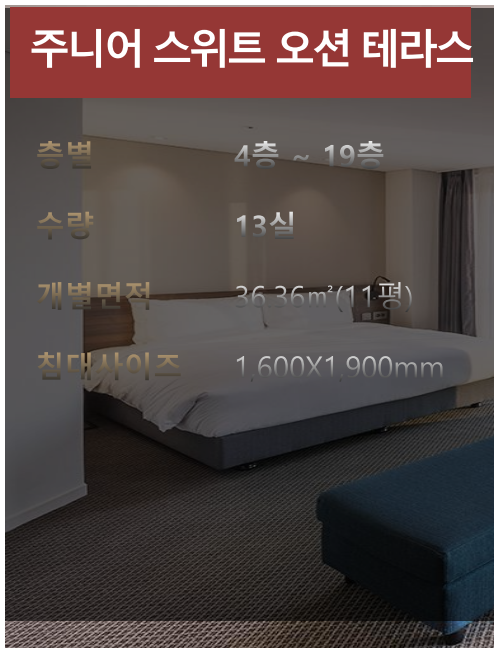 주니어 스위트 오션 테라스
층별 4층 ~ 19층
수량 13실
개별면적 36.36㎡(11평)
침대사이즈 1,600X1,900mm